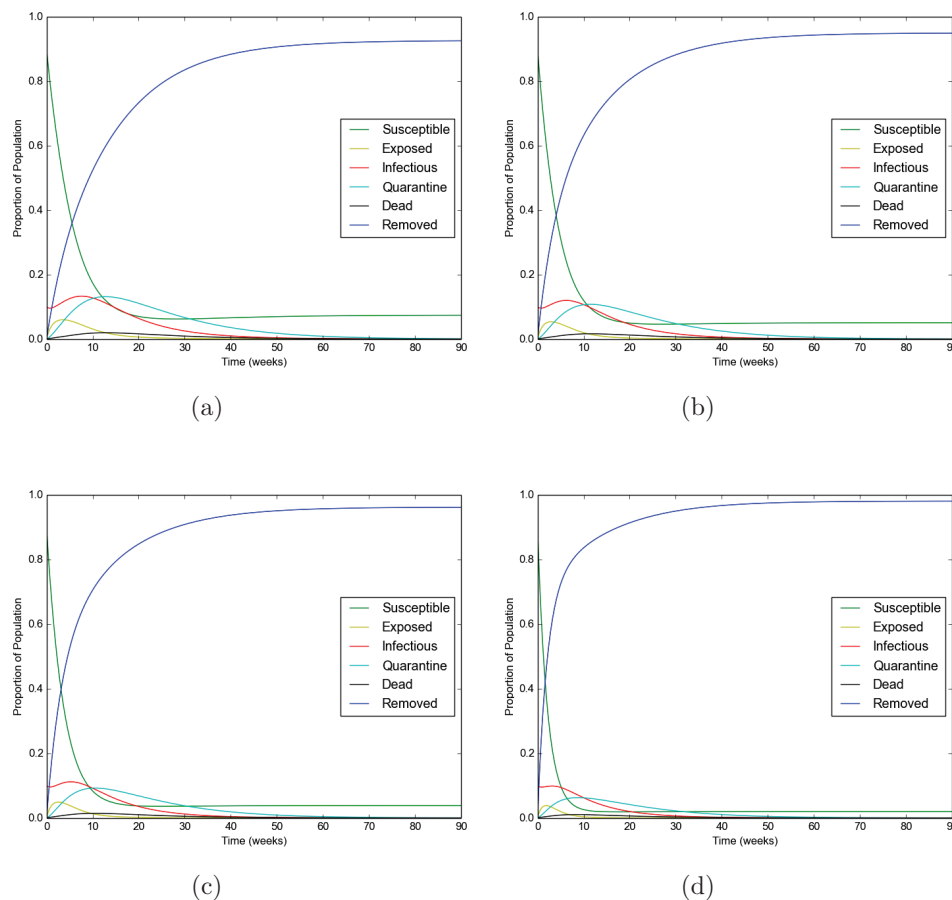 1.0
0.8
0.6
0.4
0.2
0.0
Proportion of Population
0 10 20 30 40 50 60 70 80 90
Time (weeks)
Susceptible
Exposed
Infectious
Quarantine
Dead
Removed
(a)
1.0
0.8
0.6
0.4
0.2
0.0
Proportion of Population
0 10 20 30 40 50 60 70 80 90
Time (weeks)
Susceptible
Exposed
Infectious
Quarantine
Dead
Removed
(b)
1.0
0.8
0.6
0.4
0.2
0.0
Proportion of Population
0 10 20 30 40 50 60 70 80 90
Time (weeks)
Susceptible
Exposed
Infectious
Quarantine
Dead
Removed
(c)
1.0
0.8
0.6
0.4
0.2
0.0
Proportion of Population
0 10 20 30 40 50 60 70 80 90
Time (weeks)
Susceptible
Exposed
Infectious
Quarantine
Dead
Removed
(d)